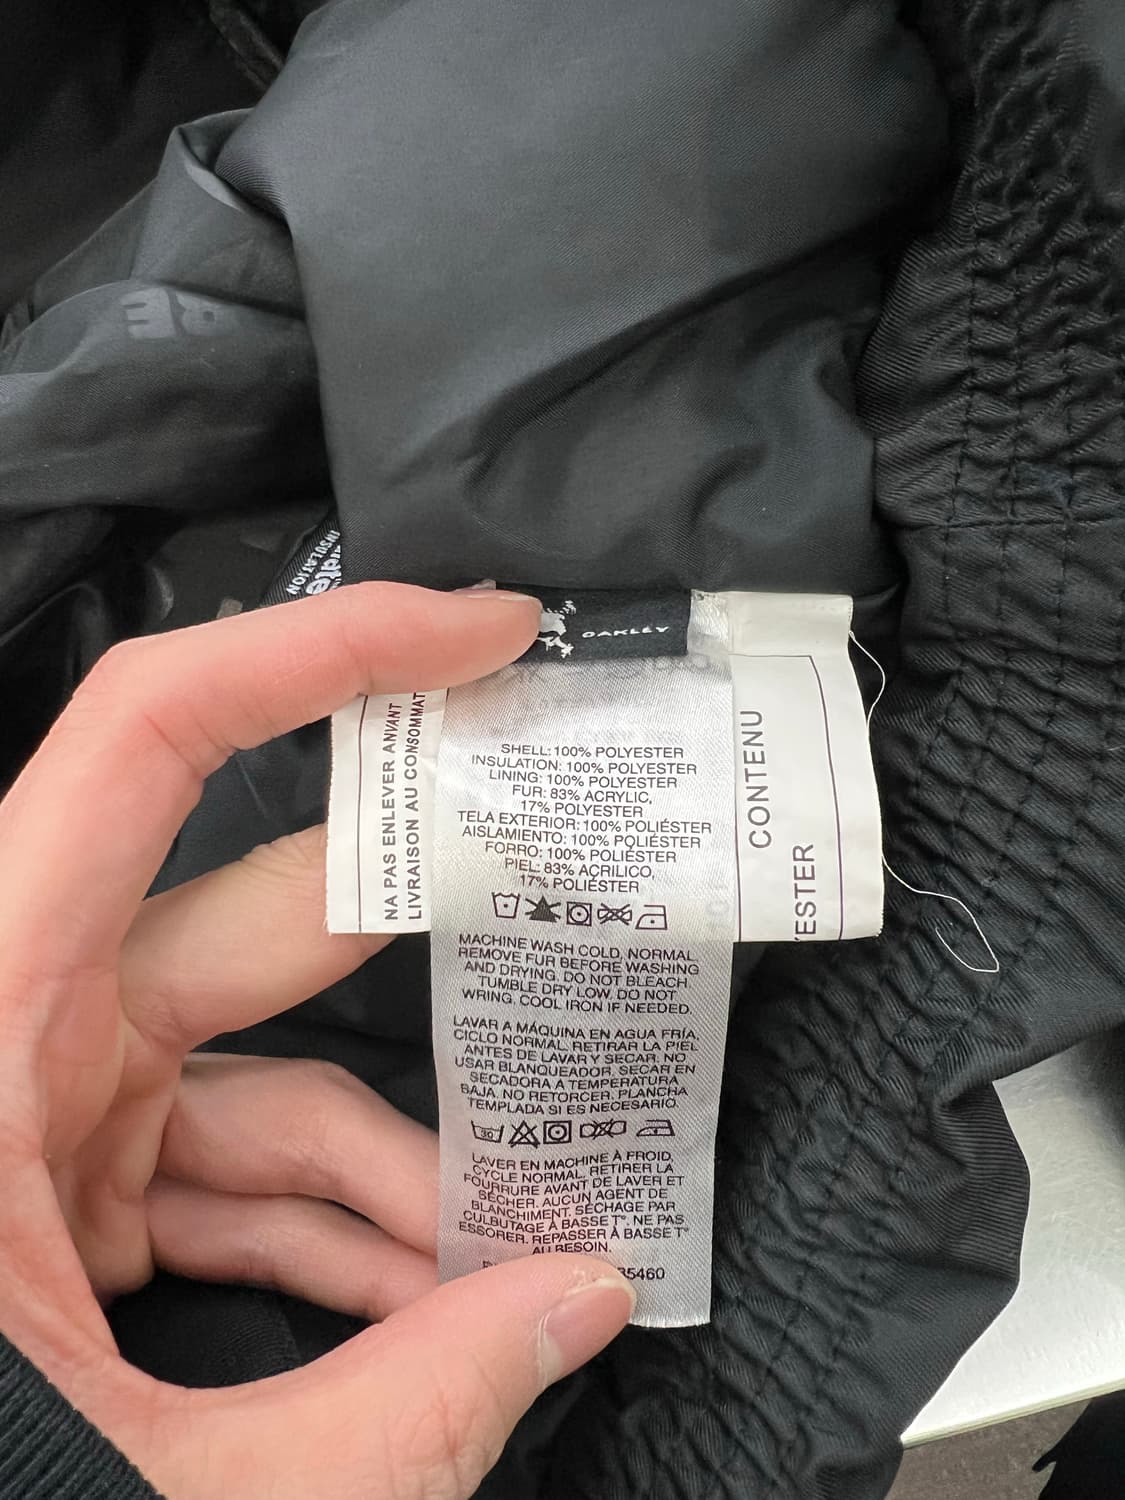 RE
INSULATION
OAKLEY
NA PAS ENLEVER AVANT
LIVRAISON AU CONSOMMAT
SHELL: 100% POLYESTER
INSULATION: 100% POLYESTER
LINING: 100% POLYESTER
FUR: 83% ACRYLIC,
17% POLYESTER
TELA EXTERIOR: 100% POLIÉSTER
AISLAMIENTO: 100% POLIÉSTER
FORRO: 100% POLIÉSTER
PIEL: 83% ACRÍLICO,
17% POLIÉSTER
MACHINE WASH COLD, NORMAL
REMOVE FUR BEFORE WASHING
AND DRYING. DO NOT BLEACH.
TUMBLE DRY LOW. DO NOT
WRING. COOL IRON IF NEEDED.
LAVAR A MÁQUINA EN AGUA FRÍA,
CICLO NORMAL. RETIRAR LA PIEL
ANTES DE LAVAR Y SECAR. NO
USAR BLANQUEADOR. SECAR EN
SECADORA A TEMPERATURA
BAJA. NO RETORCER. PLANCHA
TEMPLADA SI ES NECESARIO.
30
LAVER EN MACHINE À FROID,
CYCLE NORMAL. RETIRER LA
FOURRURE AVANT DE LAVER ET
SÉCHER. AUCUN AGENT DE
BLANCHIMENT. SÉCHAGE PAR
CULBUTAGE À BASSE T°. NE PAS
ESSORER. REPASSER À BASSE T°
AU BESOIN.
35460
CONTENU
YESTER